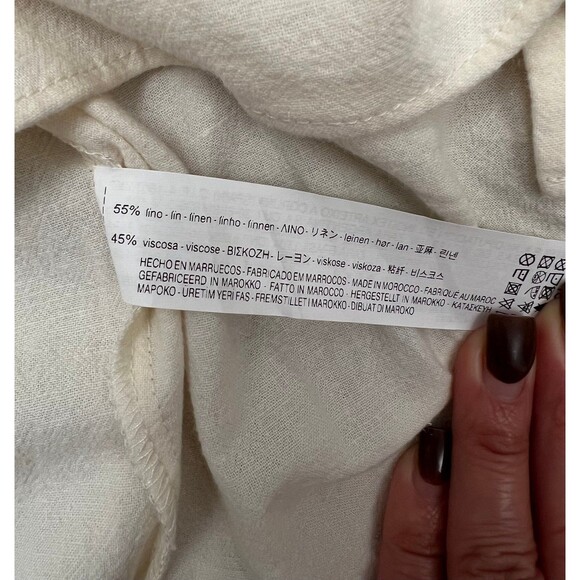 55% lino - lin - linen - linho - linnen - ΛΙΝΟ - リネン - leinen - hør - lan - 亚麻 - 린넨
45% viscosa - viscose - ΒΙΣΚΟΖΗ - レーヨン - viskose - viskoza - 粘纤 - 비스코스
HECHO EN MARRUECOS - FABRICADO EM MARROCOS - MADE IN MOROCCO - FABRIQUÉ AU MAROC
GEFABRICEERD IN MAROKKO - FATTO IN MAROCCO - HERGESTELLT IN MAROKKO - ΚΑΤΑΣΚΕΥΗ
ΜΑΡΟΚΟ - ÜRETIM YERI FAS - FREMSTILLET I MAROKKO - DIBUAT DI MAROKO